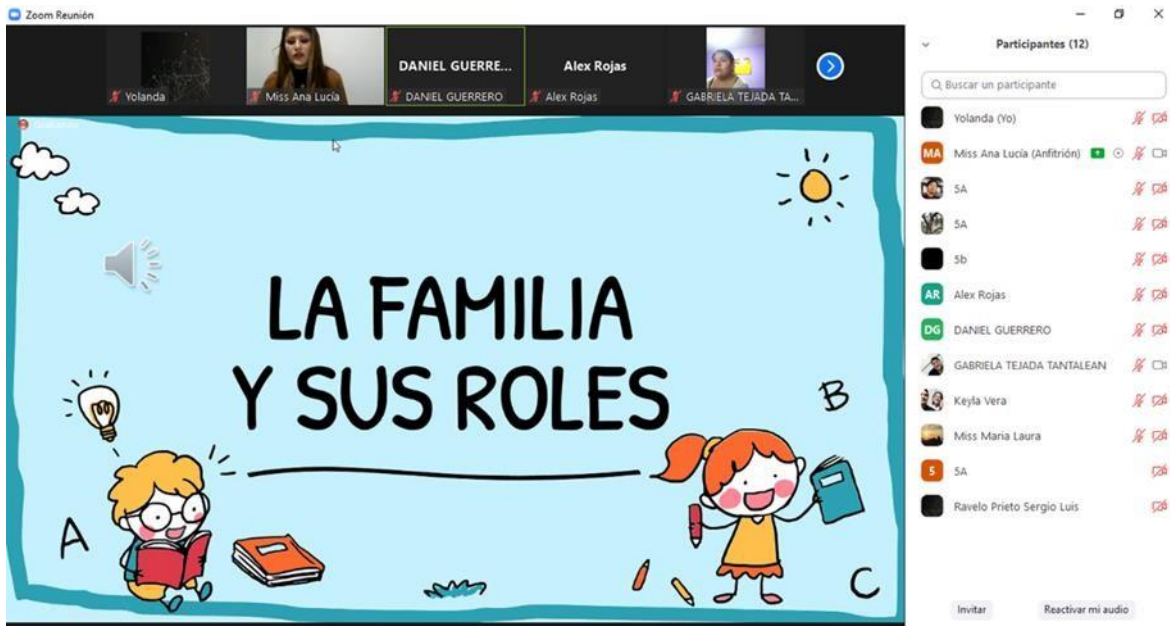 Zoom Reunión
DANIEL GUERRE...
Alex Rojas
Yolanda
Miss Ana Lucía
DANIEL GUERRERO
Alex Rojas
GABRIELA TEJADA TA...
LA FAMILIA
Y SUS ROLES
A
B
C
Participantes (12)
Buscar un participante
Yolanda (Yo)
MA Miss Ana Lucía (Anfitrión)
5A
5A
5b
AR Alex Rojas
DG DANIEL GUERRERO
GABRIELA TEJADA TANTALEAN
Keyla Vera
Miss Maria Laura
5 5A
Ravelo Prieto Sergio Luis
Invitar Reactivar mi audio